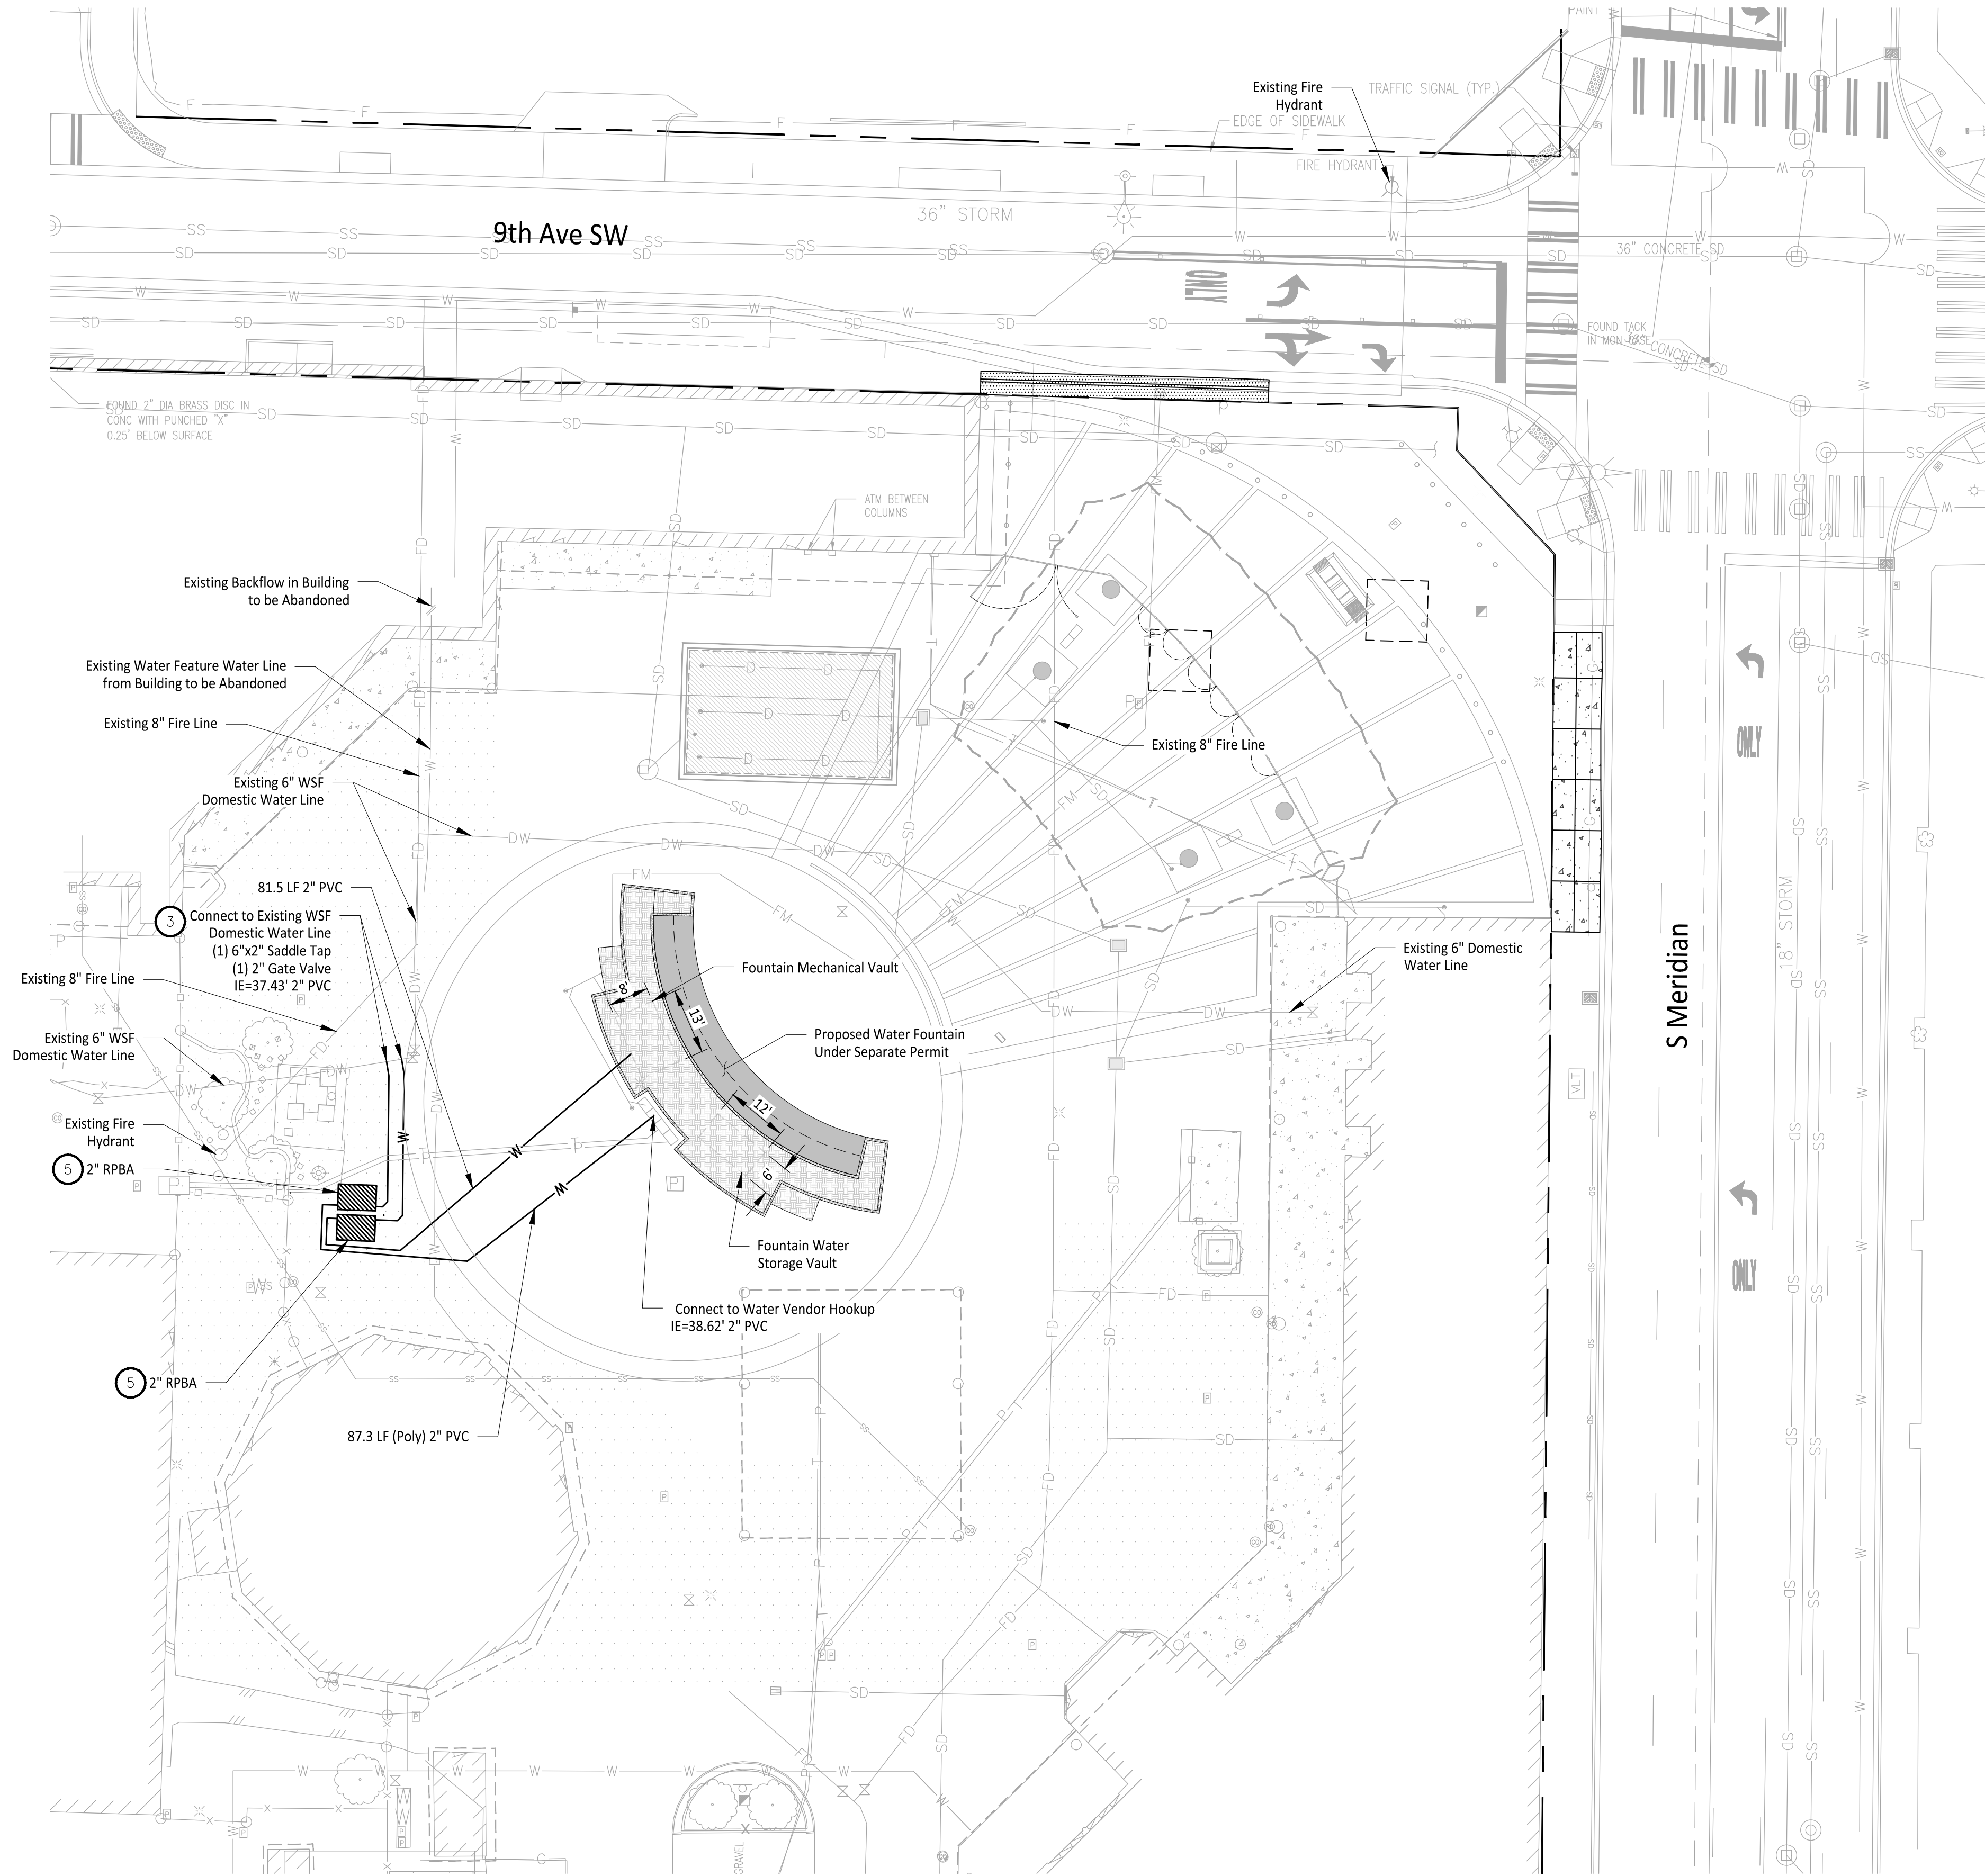 PAINT
Existing Fire
Hydrant
TRAFFIC SIGNAL (TYP.)
EDGE OF SIDEWALK
FIRE HYDRANT
36" STORM
9th Ave SW
36" CONCRETE SD
ONLY
FOUND TACK
IN MON CASE
36" CONCRETE SD
FOUND 2" DIA BRASS DISC IN
CONC WITH PUNCHED "X"
0.25' BELOW SURFACE
ATM BETWEEN
COLUMNS
Existing Backflow in Building
to be Abandoned
Existing Water Feature Water Line
from Building to be Abandoned
Existing 8" Fire Line
Existing 8" Fire Line
ONLY
Existing 6" WSF
Domestic Water Line
81.5 LF 2" PVC
3
Connect to Existing WSF
Domestic Water Line
(1) 6"x2" Saddle Tap
(1) 2" Gate Valve
IE=37.43' 2" PVC
Existing 8" Fire Line
Fountain Mechanical Vault
8'
13'
Existing 6" Domestic
Water Line
18" STORM
S Meridian
Existing 6" WSF
Domestic Water Line
Proposed Water Fountain
Under Separate Permit
VLT
12'
Existing Fire
Hydrant
5
2" RPBA
6'
Fountain Water
Storage Vault
ONLY
Connect to Water Vendor Hookup
IE=38.62' 2" PVC
5
2" RPBA
87.3 LF (Poly) 2" PVC
GRAVEL